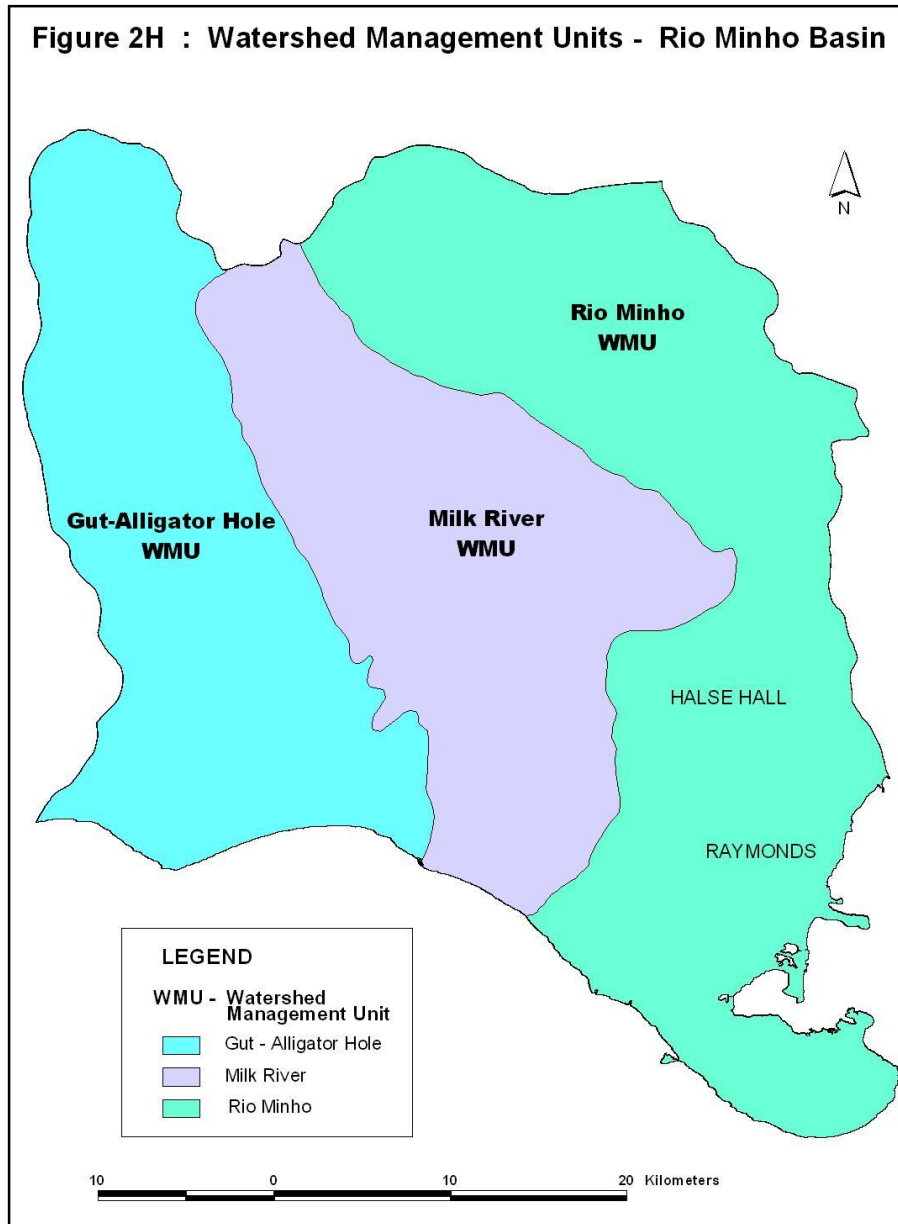 Figure 2H : Watershed Management Units - Rio Minho Basin
N
Rio Minho
WMU
Gut-Alligator Hole
WMU
Milk River
WMU
HALSE HALL
RAYMONDS
LEGEND
WMU - Watershed
Management Unit
Gut - Alligator Hole
Milk River
Rio Minho
10 0 10 20 Kilometers